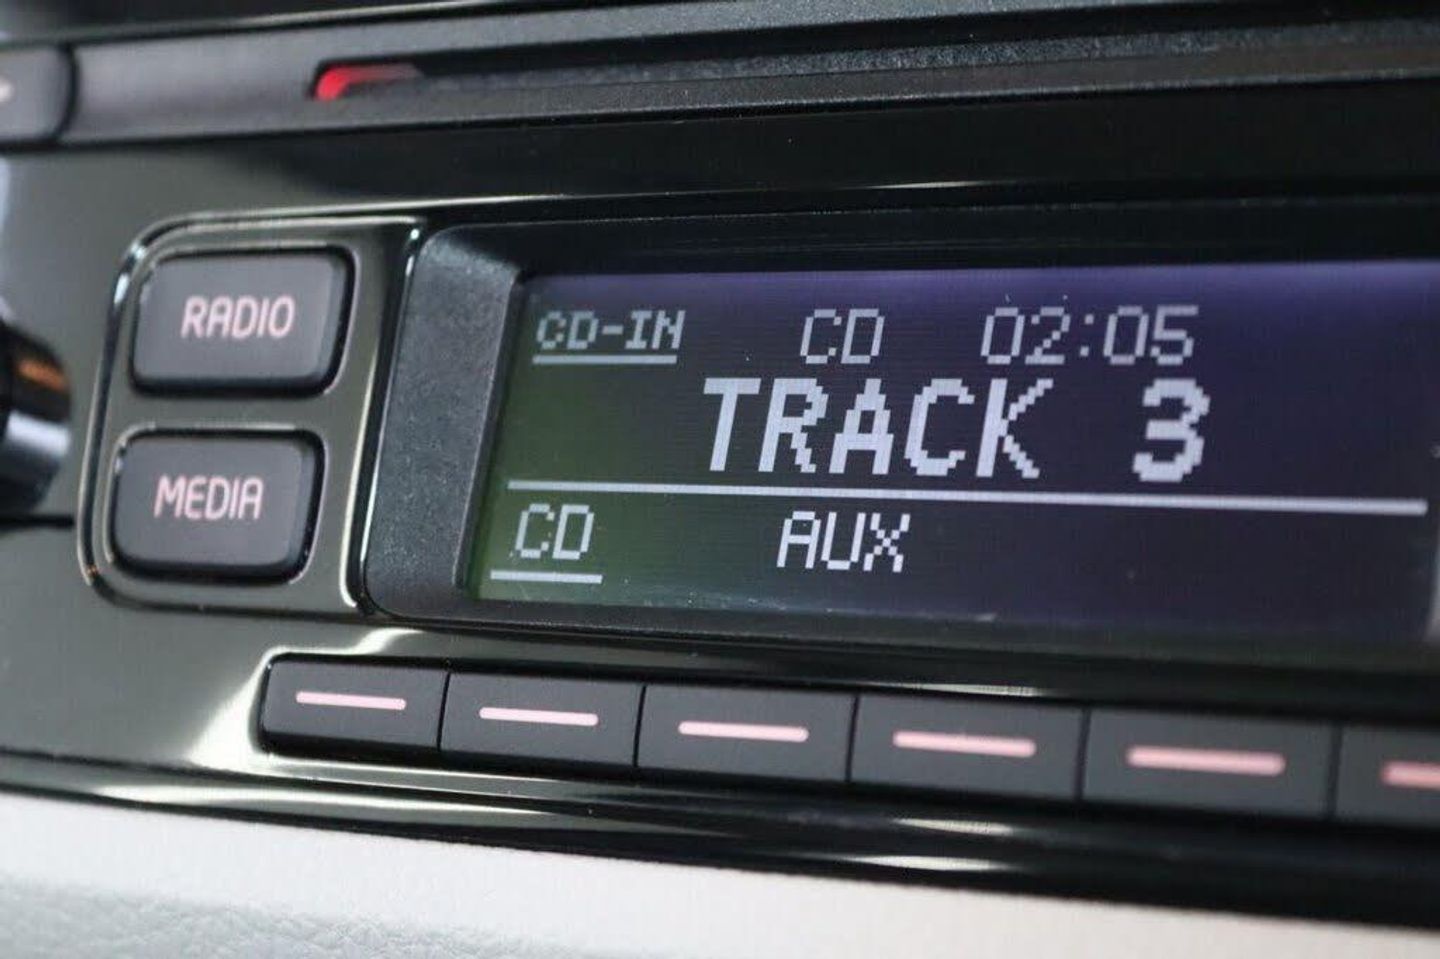 RADIO
MEDIA
CD-IN CD 02:05
TRACK 3
CD AUX